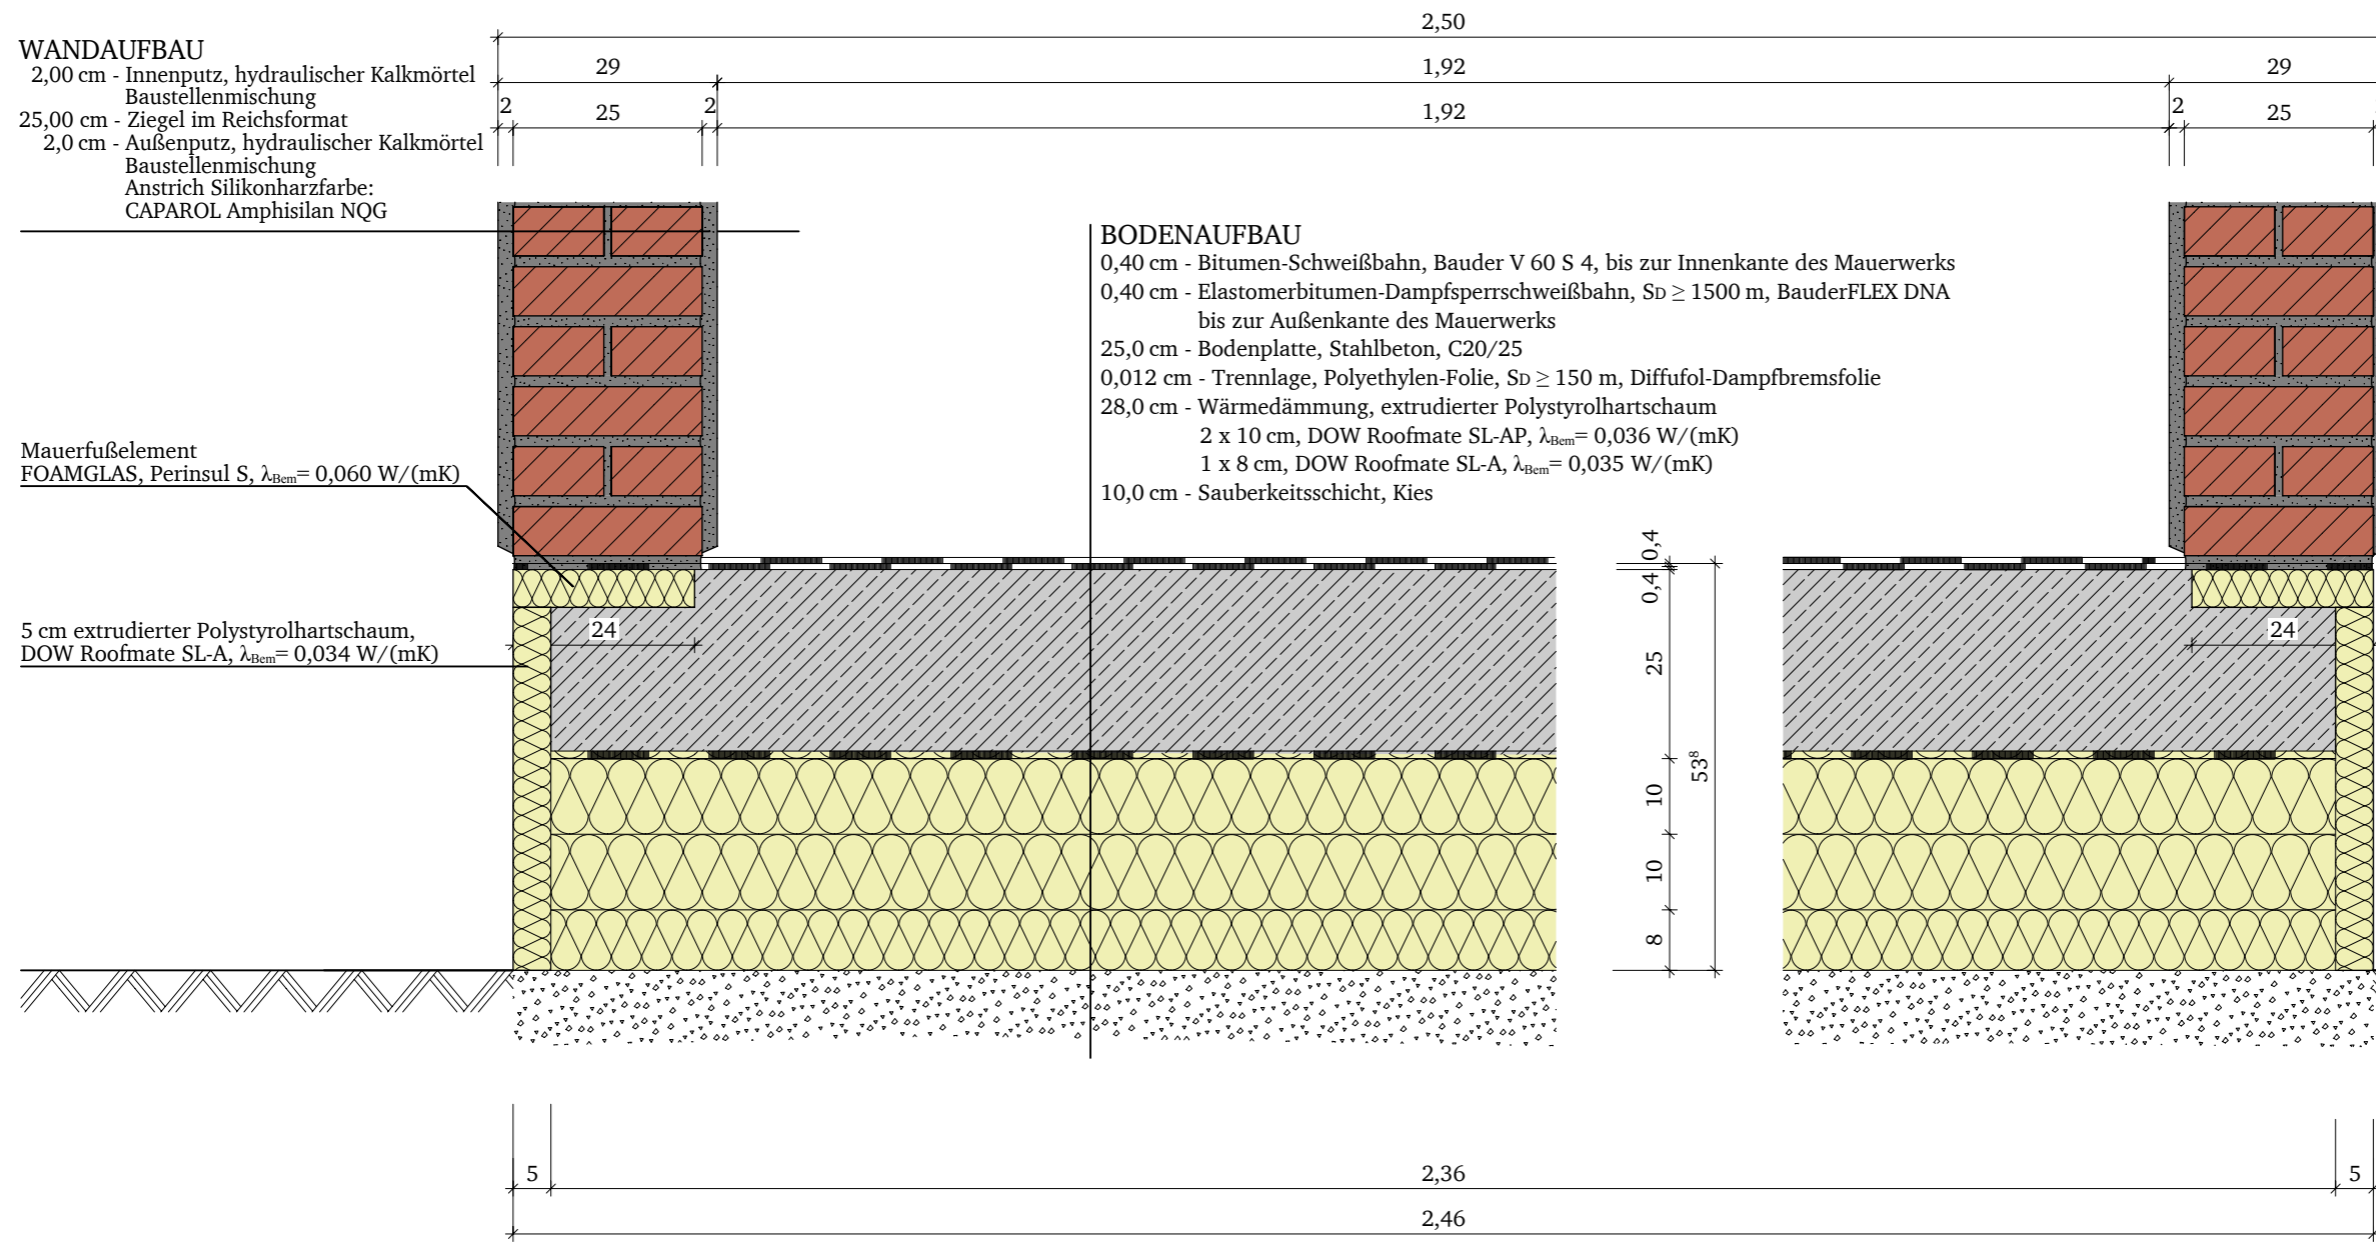 2,50
WANDAUFBAU
2,00 cm - Innenputz, hydraulischer Kalkmörtel
Baustellenmischung
25,00 cm - Ziegel im Reichsformat
2,0 cm - Außenputz, hydraulischer Kalkmörtel
Baustellenmischung
Anstrich Silikonharzfarbe:
CAPAROL Amphisilan NQG
29 1,92 29
2 25 2 1,92 2 25
BODENAUFBAU
0,40 cm - Bitumen-Schweißbahn, Bauder V 60 S 4, bis zur Innenkante des Mauerwerks
0,40 cm - Elastomerbitumen-Dampfsperrschweißbahn, SD ≥ 1500 m, BauderFLEX DNA
bis zur Außenkante des Mauerwerks
25,0 cm - Bodenplatte, Stahlbeton, C20/25
0,012 cm - Trennlage, Polyethylen-Folie, SD ≥ 150 m, Diffufol-Dampfbremsfolie
28,0 cm - Wärmedämmung, extrudierter Polystyrolhartschaum
2 x 10 cm, DOW Roofmate SL-AP, λBem= 0,036 W/(mK)
1 x 8 cm, DOW Roofmate SL-A, λBem= 0,035 W/(mK)
10,0 cm - Sauberkeitsschicht, Kies
Mauerfußelement
FOAMGLAS, Perinsul S, λBem= 0,060 W/(mK)
5 cm extrudierter Polystyrolhartschaum,
DOW Roofmate SL-A, λBem= 0,034 W/(mK)
24
24
0,4
0,4
25
10
10
8
53⁸
5 2,36 5
2,46